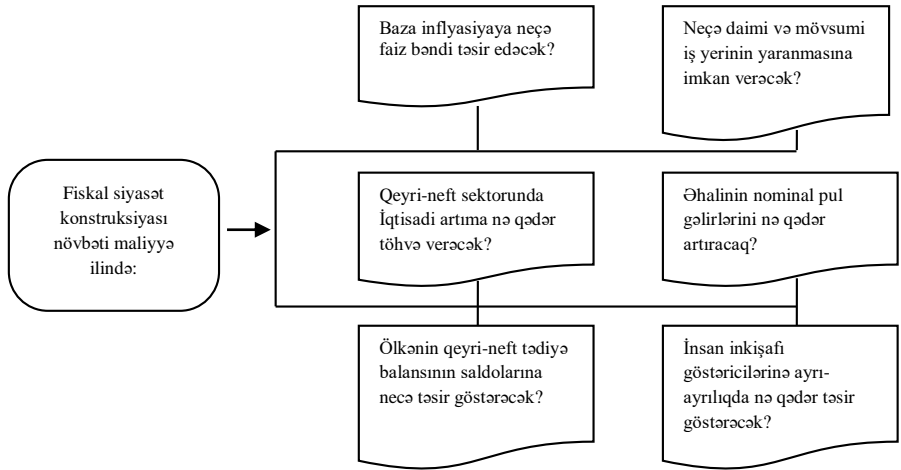 Baza inflyasiyaya neçə
faiz bəndi təsir edəcək?
Neçə daimi və mövsumi
iş yerinin yaranmasına
imkan verəcək?
Fiskal siyasət
konstruksiyası
növbəti maliyyə
ilində:
Qeyri-neft sektorunda
İqtisadi artıma nə qədər
töhvə verəcək?
Əhalinin nominal pul
gəlirlərini nə qədər
artıracaq?
Ölkənin qeyri-neft tədiyə
balansının saldolarına
necə təsir göstərəcək?
İnsan inkişafı
göstəricilərinə ayrı-
ayrılıqda nə qədər təsir
göstərəcək?